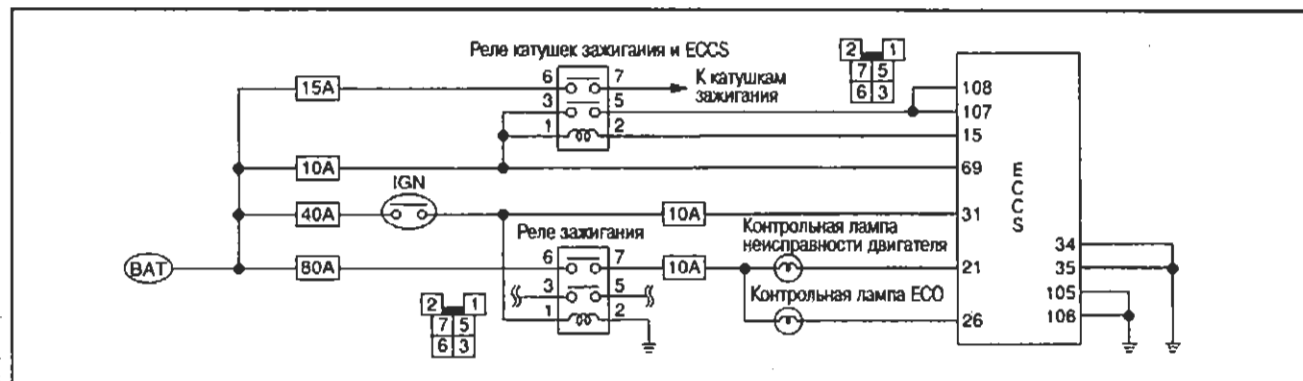 Реле катушек зажигания и ECCS
2 1
7 5
6 3
15A
6 7
К катушкам
зажигания
108
3 5
107
1 2
15
10A
69
IGN
E
C
C
S
40A
10A
31
Реле зажигания
Контрольная лампа
неисправности двигателя
34
BAT
80A
6 7
10A
21
35
3 5
Контрольная лампа ECO
105
2 1
7 5
6 3
1 2
26
106